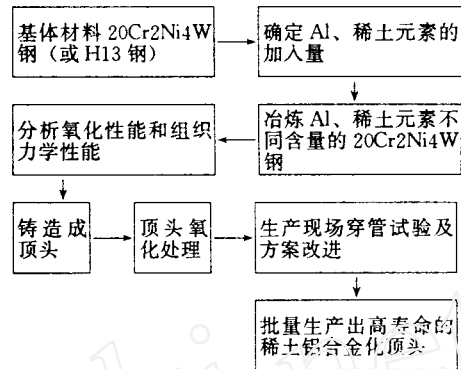 基体材料20Cr2Ni4W
钢（或H13钢）
确定Al、稀土元素的
加入量
冶炼Al、稀土元素不
同含量的20Cr2Ni4W
钢
分析氧化性能和组织
力学性能
铸造成
顶头
顶头氧
化处理
生产现场穿管试验及
方案改进
批量生产出高寿命的
稀土铝合金化顶头